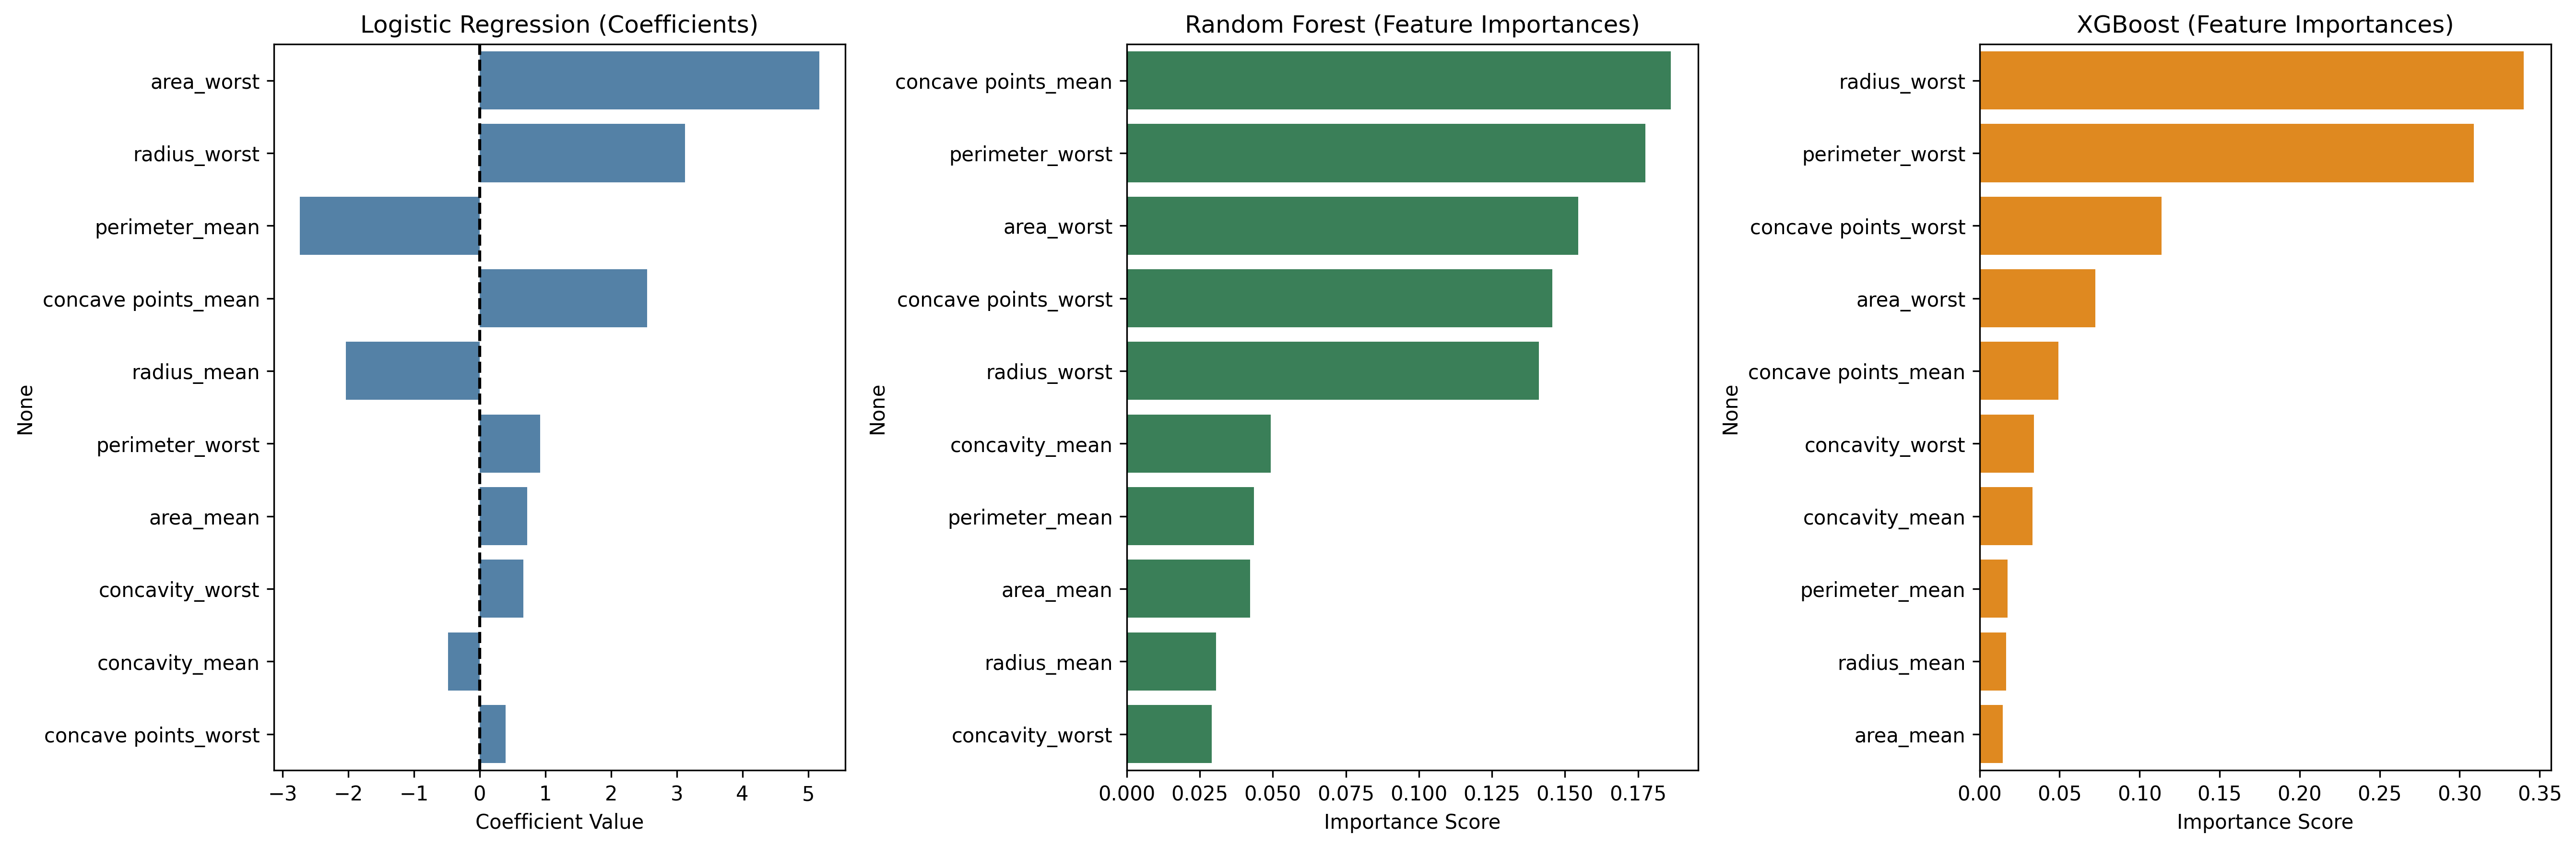 Logistic Regression (Coefficients)
None
area_worst
radius_worst
perimeter_mean
concave points_mean
radius_mean
perimeter_worst
area_mean
concavity_worst
concavity_mean
concave points_worst
−3 −2 −1 0 1 2 3 4 5
Coefficient Value
Random Forest (Feature Importances)
None
concave points_mean
perimeter_worst
area_worst
concave points_worst
radius_worst
concavity_mean
perimeter_mean
area_mean
radius_mean
concavity_worst
0.000 0.025 0.050 0.075 0.100 0.125 0.150 0.175
Importance Score
XGBoost (Feature Importances)
None
radius_worst
perimeter_worst
concave points_worst
area_worst
concave points_mean
concavity_worst
concavity_mean
perimeter_mean
radius_mean
area_mean
0.00 0.05 0.10 0.15 0.20 0.25 0.30 0.35
Importance Score